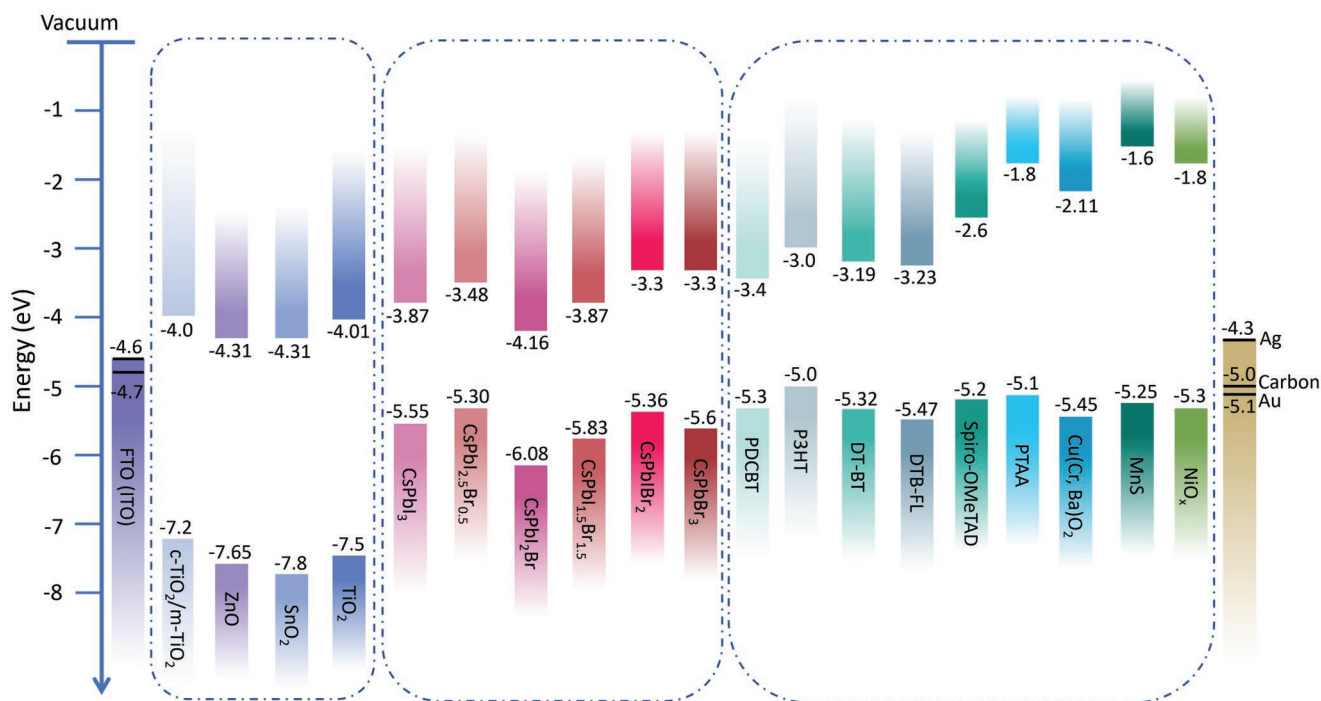 Vacuum
Energy (eV)
-1
-2
-3
-4
-5
-6
-7
-8
-4.6
-4.7
FTO (ITO)
-4.0
-7.2
c-TiO₂/m-TiO₂
-4.31
-7.65
ZnO
-4.31
-7.8
SnO₂
-4.01
-7.5
TiO₂
-3.87
-5.55
CsPbI₃
-3.48
-5.30
CsPbI₂.₅Br₀.₅
-4.16
-6.08
CsPbI₂Br
-3.87
-5.83
CsPbI₁.₅Br₁.₅
-3.3
-5.36
CsPbIBr₂
-3.3
-5.6
CsPbBr₃
-3.4
-5.3
PDCBT
-3.0
-5.0
P3HT
-3.19
-5.32
DT-BT
-3.23
-5.47
DTB-FL
-2.6
-5.2
Spiro-OMeTAD
-1.8
-5.1
PTAA
-2.11
-5.45
Cu(Cr, Ba)O₂
-1.6
-5.25
MnS
-1.8
-5.3
NiOₓ
-4.3
Ag
-5.0
Carbon
-5.1
Au